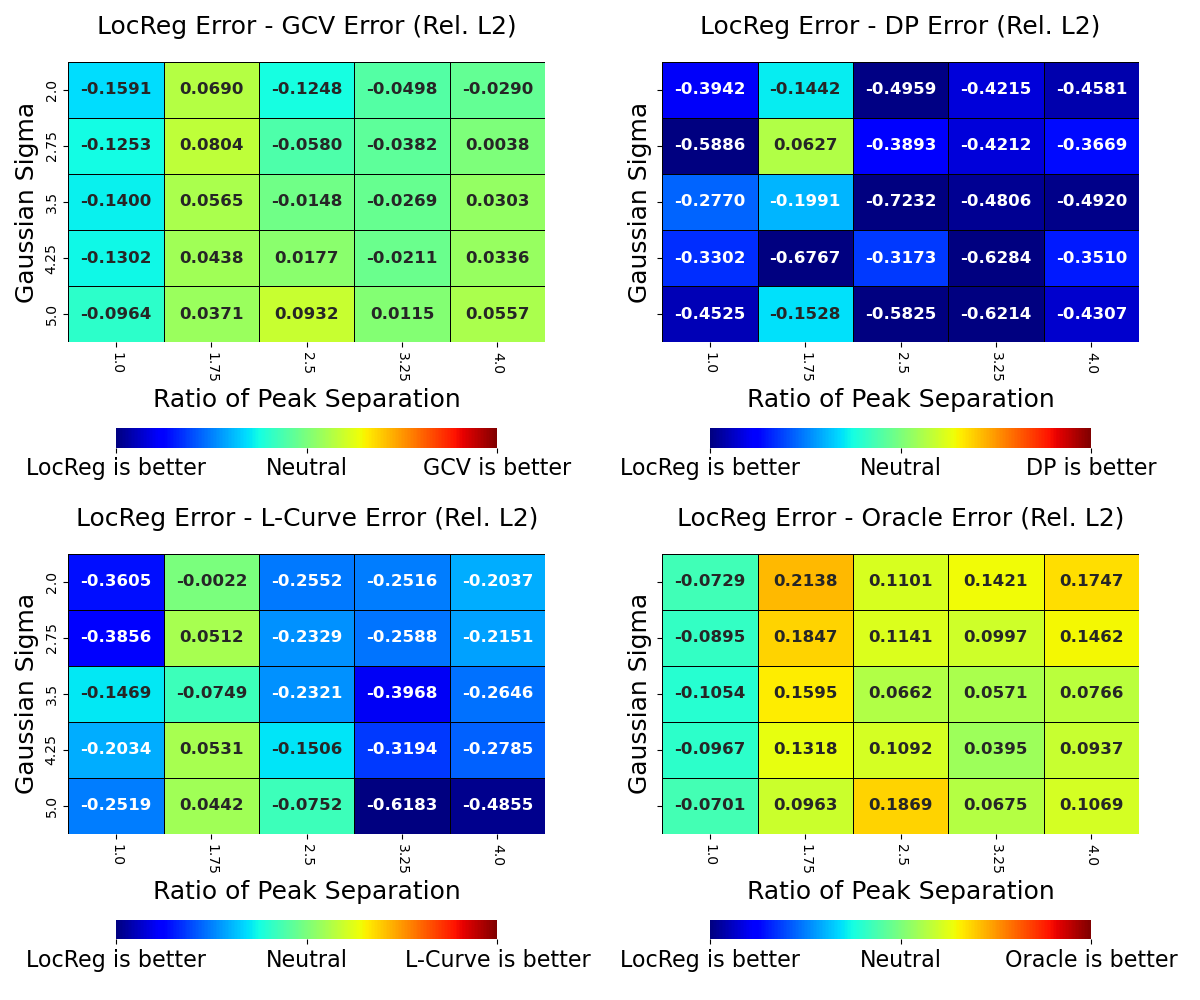 LocReg Error - GCV Error (Rel. L2)
Gaussian Sigma
2.0 -0.1591 0.0690 -0.1248 -0.0498 -0.0290
2.75 -0.1253 0.0804 -0.0580 -0.0382 0.0038
3.5 -0.1400 0.0565 -0.0148 -0.0269 0.0303
4.25 -0.1302 0.0438 0.0177 -0.0211 0.0336
5.0 -0.0964 0.0371 0.0932 0.0115 0.0557
1.0 1.75 2.5 3.25 4.0
Ratio of Peak Separation
LocReg is better Neutral GCV is better
LocReg Error - DP Error (Rel. L2)
Gaussian Sigma
-0.3942 -0.1442 -0.4959 -0.4215 -0.4581
-0.5886 0.0627 -0.3893 -0.4212 -0.3669
-0.2770 -0.1991 -0.7232 -0.4806 -0.4920
-0.3302 -0.6767 -0.3173 -0.6284 -0.3510
-0.4525 -0.1528 -0.5825 -0.6214 -0.4307
1.0 1.75 2.5 3.25 4.0
Ratio of Peak Separation
LocReg is better Neutral DP is better
LocReg Error - L-Curve Error (Rel. L2)
Gaussian Sigma
2.0 -0.3605 -0.0022 -0.2552 -0.2516 -0.2037
2.75 -0.3856 0.0512 -0.2329 -0.2588 -0.2151
3.5 -0.1469 -0.0749 -0.2321 -0.3968 -0.2646
4.25 -0.2034 0.0531 -0.1506 -0.3194 -0.2785
5.0 -0.2519 0.0442 -0.0752 -0.6183 -0.4855
1.0 1.75 2.5 3.25 4.0
Ratio of Peak Separation
LocReg is better Neutral L-Curve is better
LocReg Error - Oracle Error (Rel. L2)
Gaussian Sigma
-0.0729 0.2138 0.1101 0.1421 0.1747
-0.0895 0.1847 0.1141 0.0997 0.1462
-0.1054 0.1595 0.0662 0.0571 0.0766
-0.0967 0.1318 0.1092 0.0395 0.0937
-0.0701 0.0963 0.1869 0.0675 0.1069
1.0 1.75 2.5 3.25 4.0
Ratio of Peak Separation
LocReg is better Neutral Oracle is better